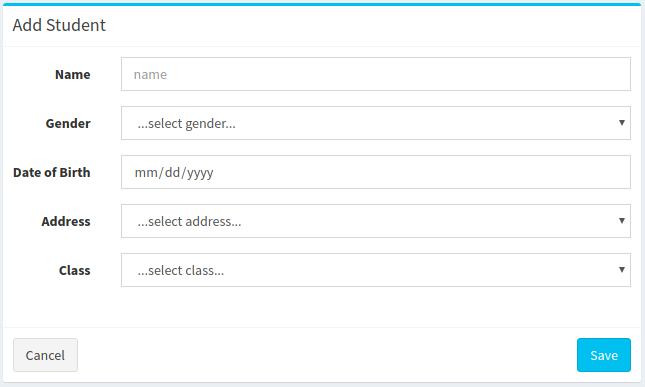 Add Student
Name name
Gender ...select gender...
Date of Birth mm/dd/yyyy
Address ...select address...
Class ...select class...
Cancel Save